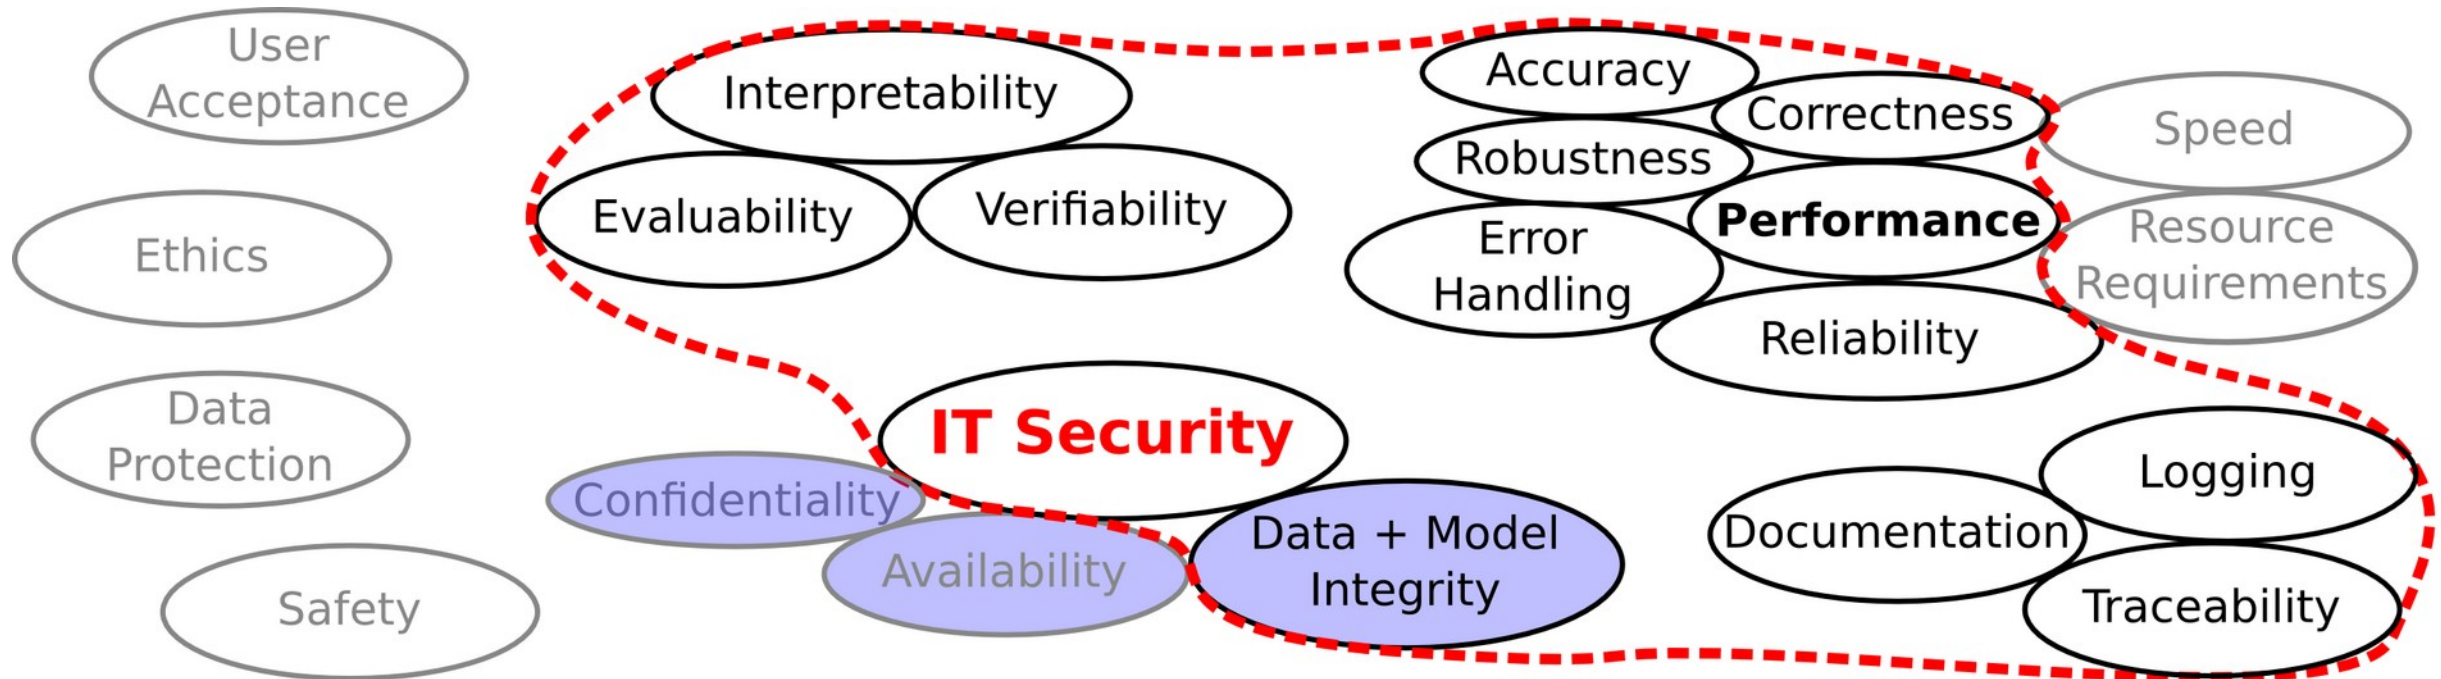 User
Acceptance
Ethics
Data
Protection
Safety
Interpretability
Evaluability
Verifiability
IT Security
Confidentiality
Availability
Data + Model
Integrity
Accuracy
Correctness
Robustness
Performance
Error
Handling
Reliability
Speed
Resource
Requirements
Logging
Documentation
Traceability